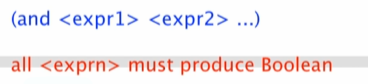 (and <expr1> <expr2> ...)
all <exprn> must produce Boolean